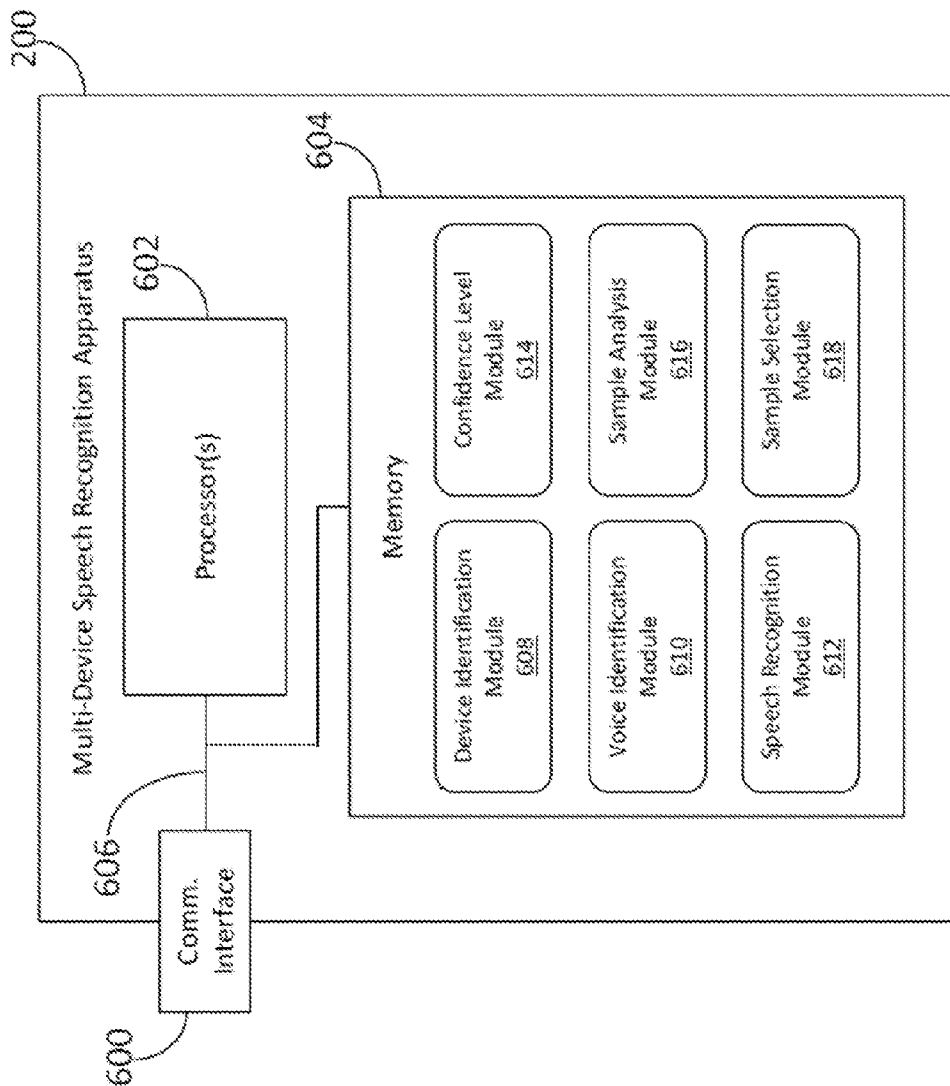 200
Multi-Device Speech Recognition Apparatus
600
Comm.
Interface
606
602
Processor(s)
604
Memory
Device Identification
Module
608
Confidence Level
Module
614
Voice Identification
Module
610
Sample Analysis
Module
616
Speech Recognition
Module
612
Sample Selection
Module
618